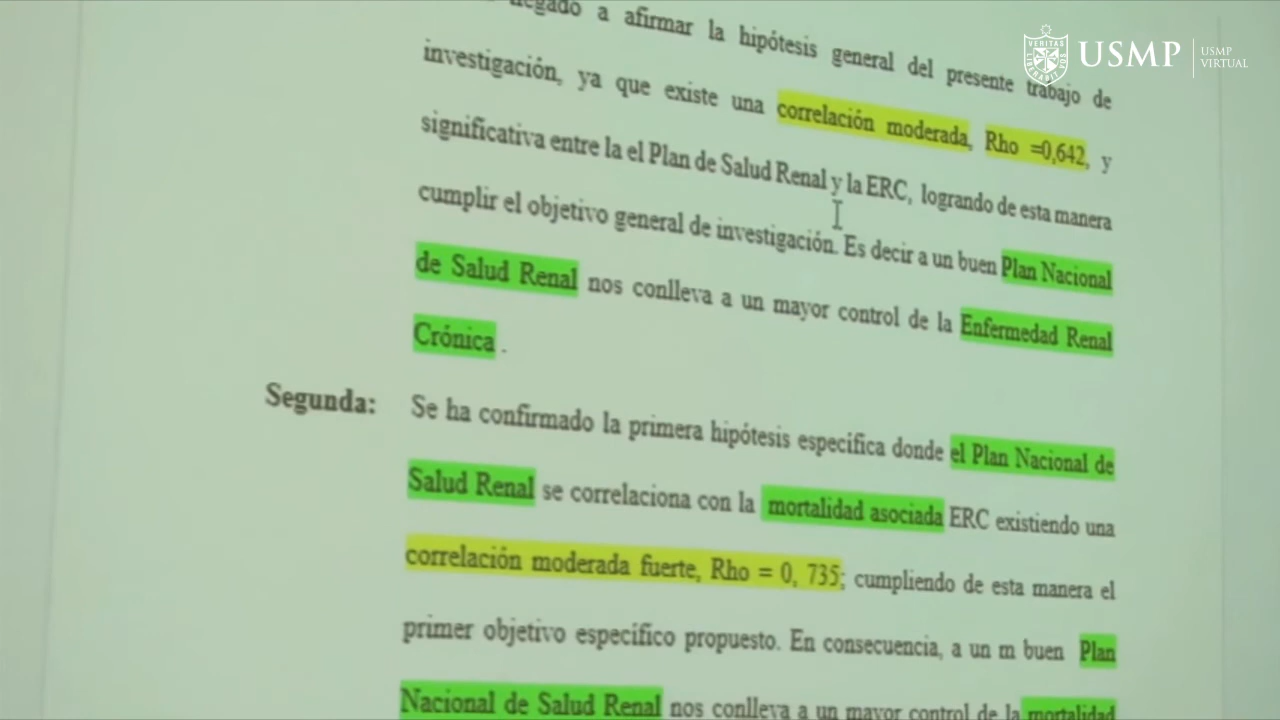 a afirmar la hipótesis general del presente trabajo de
investigación, ya que existe una correlación moderada, Rho =0,642, y
significativa entre la el Plan de Salud Renal y la ERC, logrando de esta manera
cumplir el objetivo general de investigación. Es decir a un buen Plan Nacional
de Salud Renal nos conlleva a un mayor control de la Enfermedad Renal
Crónica .
Segunda: Se ha confirmado la primera hipótesis específica donde el Plan Nacional de
Salud Renal se correlaciona con la mortalidad asociada ERC existiendo una
correlación moderada fuerte, Rho = 0, 735; cumpliendo de esta manera el
primer objetivo específico propuesto. En consecuencia, a un m buen Plan
Nacional de Salud Renal nos conlleva a un mayor control de la mortalidad
VERITAS
USMP
USMP
VIRTUAL